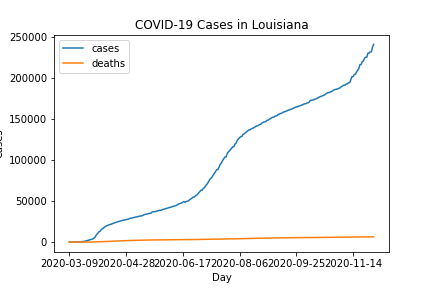 COVID-19 Cases in Louisiana
250000
200000
150000
100000
50000
0
cases
deaths
Cases
2020-03-09 2020-04-28 2020-06-17 2020-08-06 2020-09-25 2020-11-14
Day